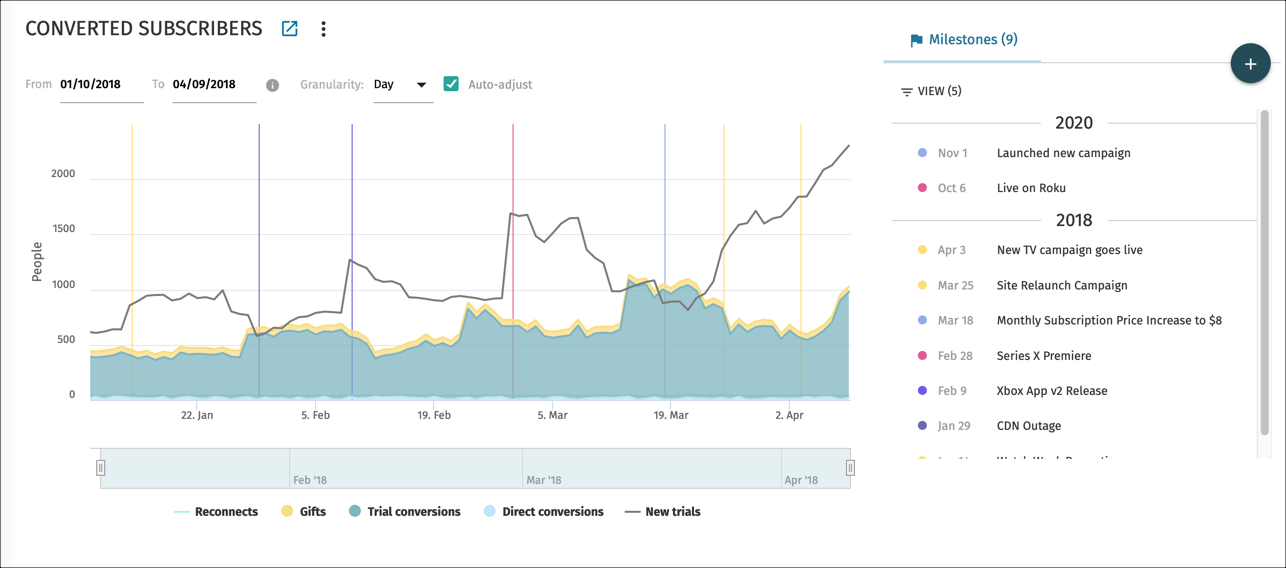 CONVERTED SUBSCRIBERS
From 01/10/2018 To 04/09/2018 Granularity: Day Auto-adjust
People
2000
1500
1000
500
0
22. Jan 5. Feb 19. Feb 5. Mar 19. Mar 2. Apr
Feb '18 Mar '18 Apr '18
Reconnects Gifts Trial conversions Direct conversions New trials
Milestones (9)
+
VIEW (5)
2020
Nov 1 Launched new campaign
Oct 6 Live on Roku
2018
Apr 3 New TV campaign goes live
Mar 25 Site Relaunch Campaign
Mar 18 Monthly Subscription Price Increase to $8
Feb 28 Series X Premiere
Feb 9 Xbox App v2 Release
Jan 29 CDN Outage